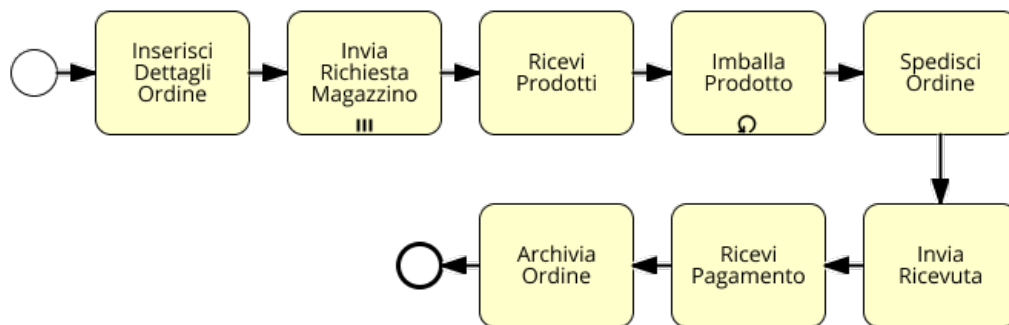 Inserisci
Dettagli
Ordine
Invia
Richiesta
Magazzino
Ricevi
Prodotti
Imballa
Prodotto
Spedisci
Ordine
Archivia
Ordine
Ricevi
Pagamento
Invia
Ricevuta